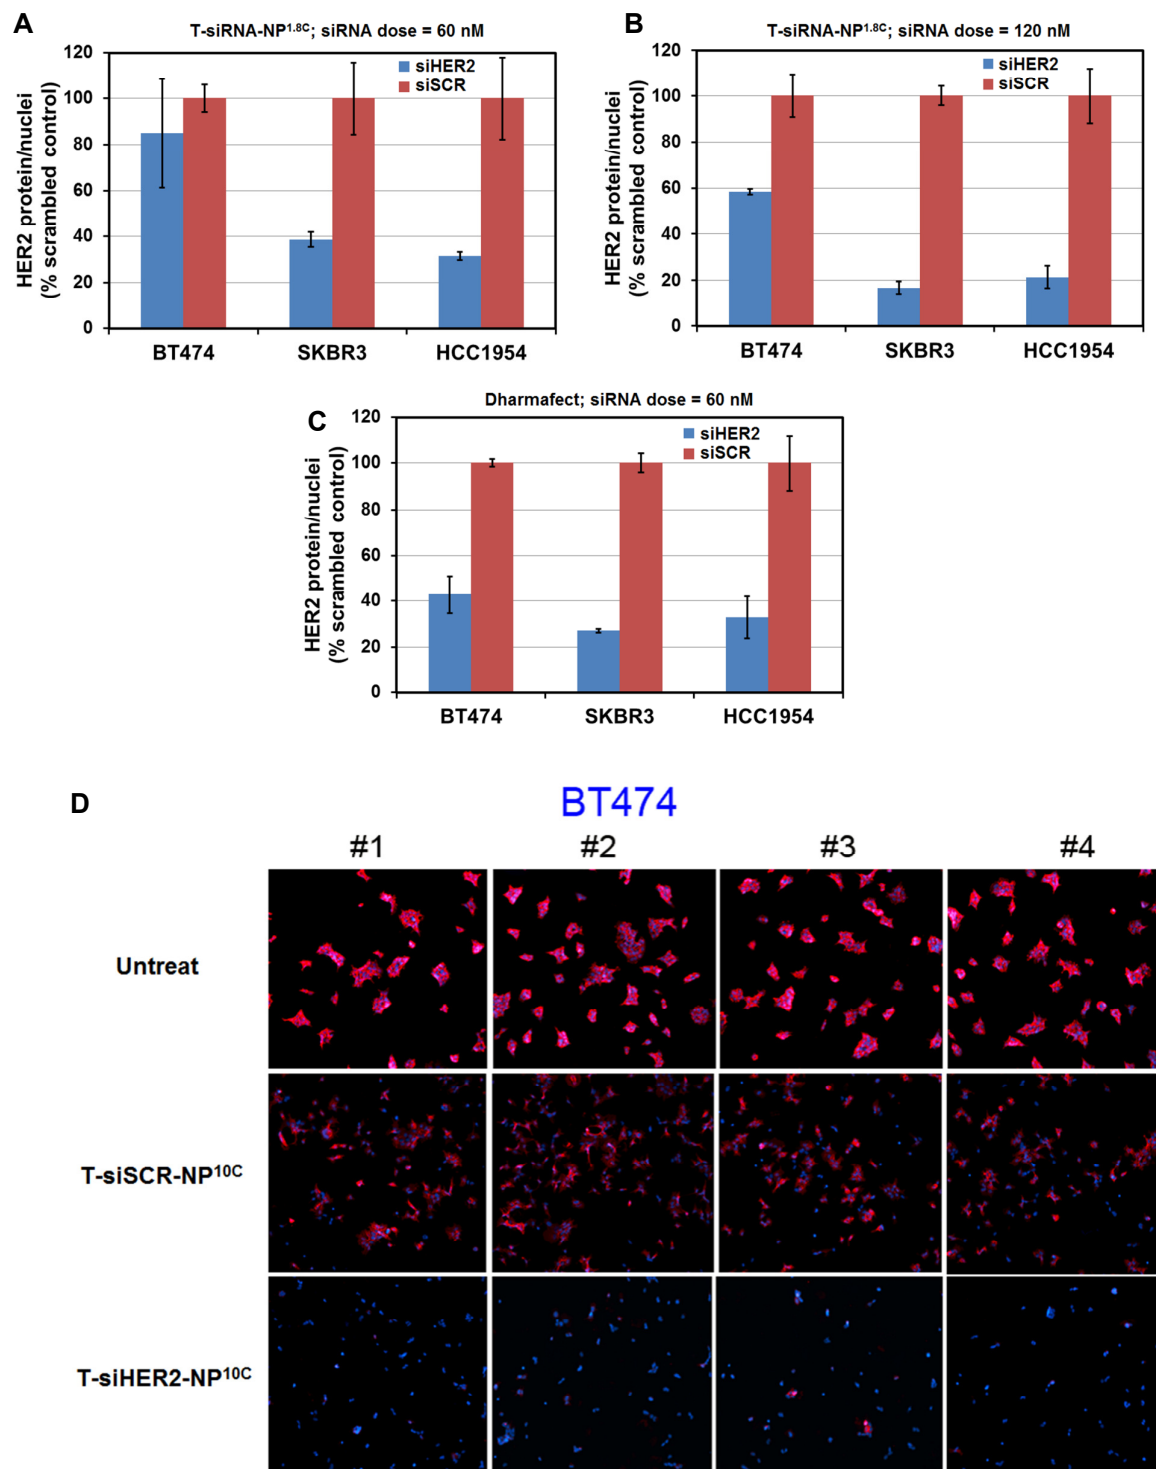 A
T-siRNA-NP1.8C; siRNA dose = 60 nM
HER2 protein/nuclei
(% scrambled control)
120
100
80
60
40
20
0
siHER2
siSCR
BT474 SKBR3 HCC1954
B
T-siRNA-NP1.8C; siRNA dose = 120 nM
HER2 protein/nuclei
(% scrambled control)
120
100
80
60
40
20
0
siHER2
siSCR
BT474 SKBR3 HCC1954
C
Dharmafect; siRNA dose = 60 nM
HER2 protein/nuclei
(% scrambled control)
120
100
80
60
40
20
0
siHER2
siSCR
BT474 SKBR3 HCC1954
D
BT474
#1 #2 #3 #4
Untreat
T-siSCR-NP10C
T-siHER2-NP10C